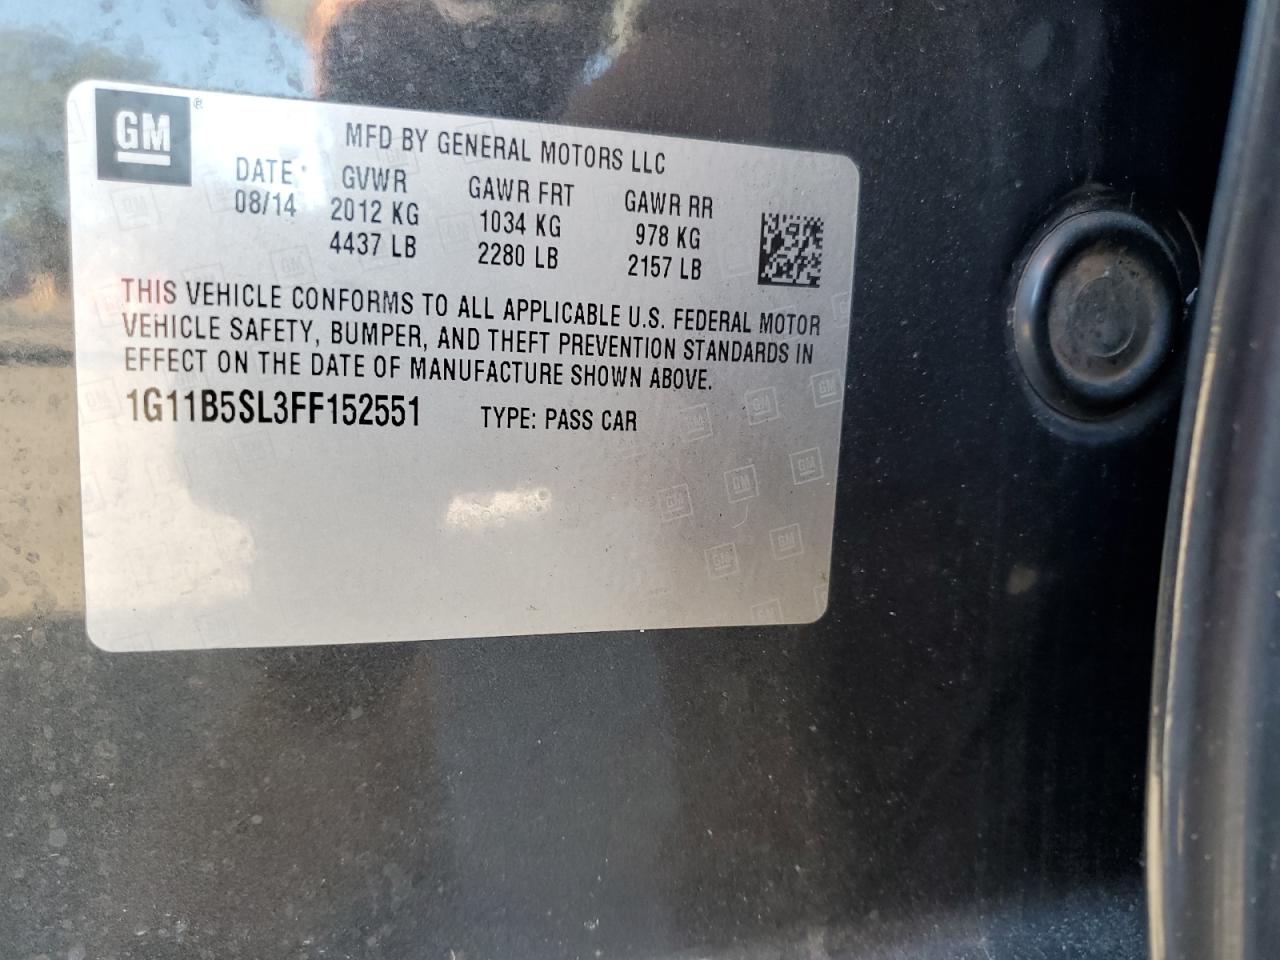 GM ®
MFD BY GENERAL MOTORS LLC
DATE GVWR GAWR FRT GAWR RR
08/14 2012 KG 1034 KG 978 KG
4437 LB 2280 LB 2157 LB
THIS VEHICLE CONFORMS TO ALL APPLICABLE U.S. FEDERAL MOTOR
VEHICLE SAFETY, BUMPER, AND THEFT PREVENTION STANDARDS IN
EFFECT ON THE DATE OF MANUFACTURE SHOWN ABOVE.
1G11B5SL3FF152551 TYPE: PASS CAR